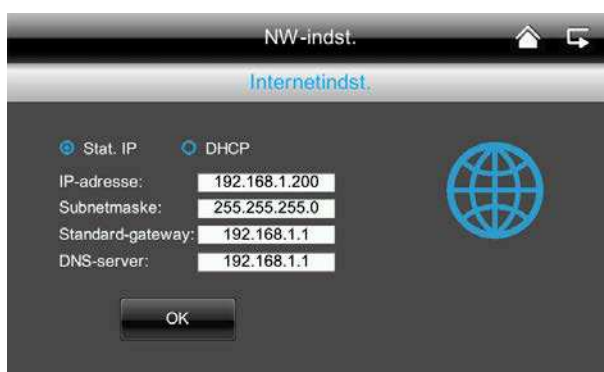 NW-indst.
Internetindst.
Stat. IP DHCP
IP-adresse: 192.168.1.200
Subnetmaske: 255.255.255.0
Standard-gateway: 192.168.1.1
DNS-server: 192.168.1.1
OK